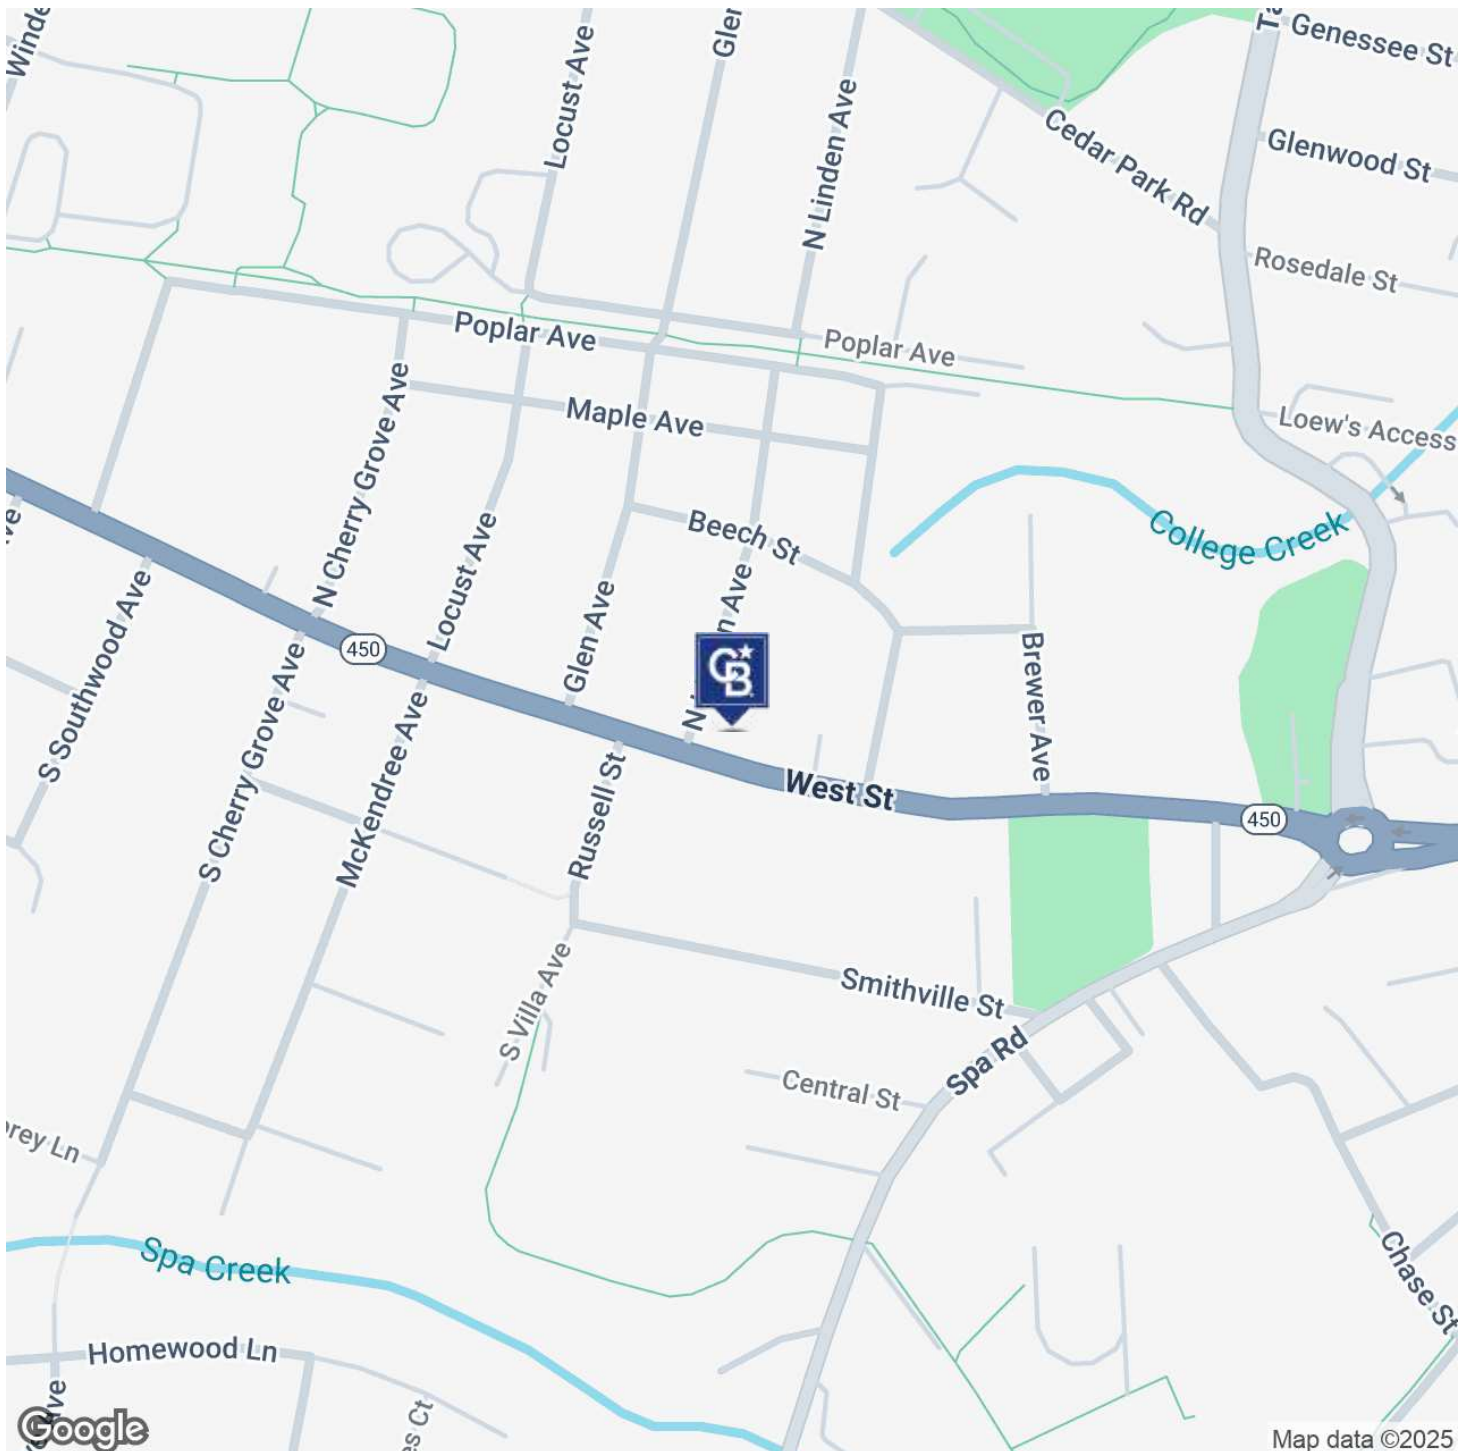 Genessee St
Locust Ave
N Linden Ave
Cedar Park Rd
Glenwood St
Rosedale St
Poplar Ave
Poplar Ave
Maple Ave
Loew's Access
N Cherry Grove Ave
Beech St
College Creek
Locust Ave
S Southwood Ave
Glen Ave
450
CB
Brewer Ave
S Cherry Grove Ave
McKendree Ave
Russell St
West St
450
S Villa Ave
Smithville St
Spa Rd
Central St
Spa Creek
Chase St
Homewood Ln
Google
Map data ©2025